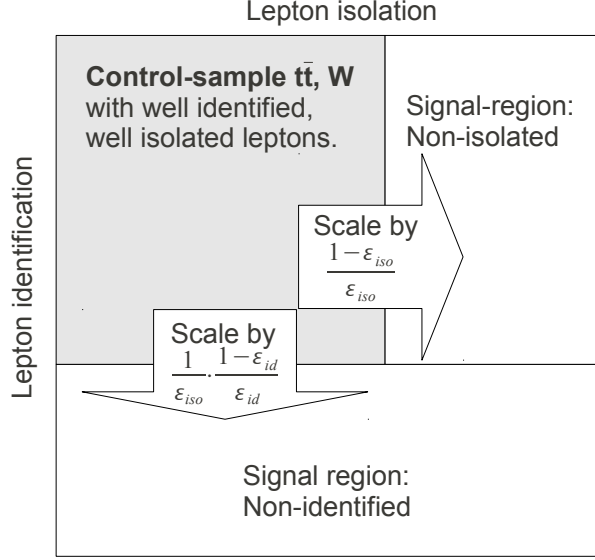 Lepton isolation
Lepton identification
Control-sample tt̄, W
with well identified,
well isolated leptons.
Signal-region:
Non-isolated
Scale by
1−ε_iso
ε_iso
Scale by
1/ε_iso · 1−ε_id/ε_id
Signal region:
Non-identified